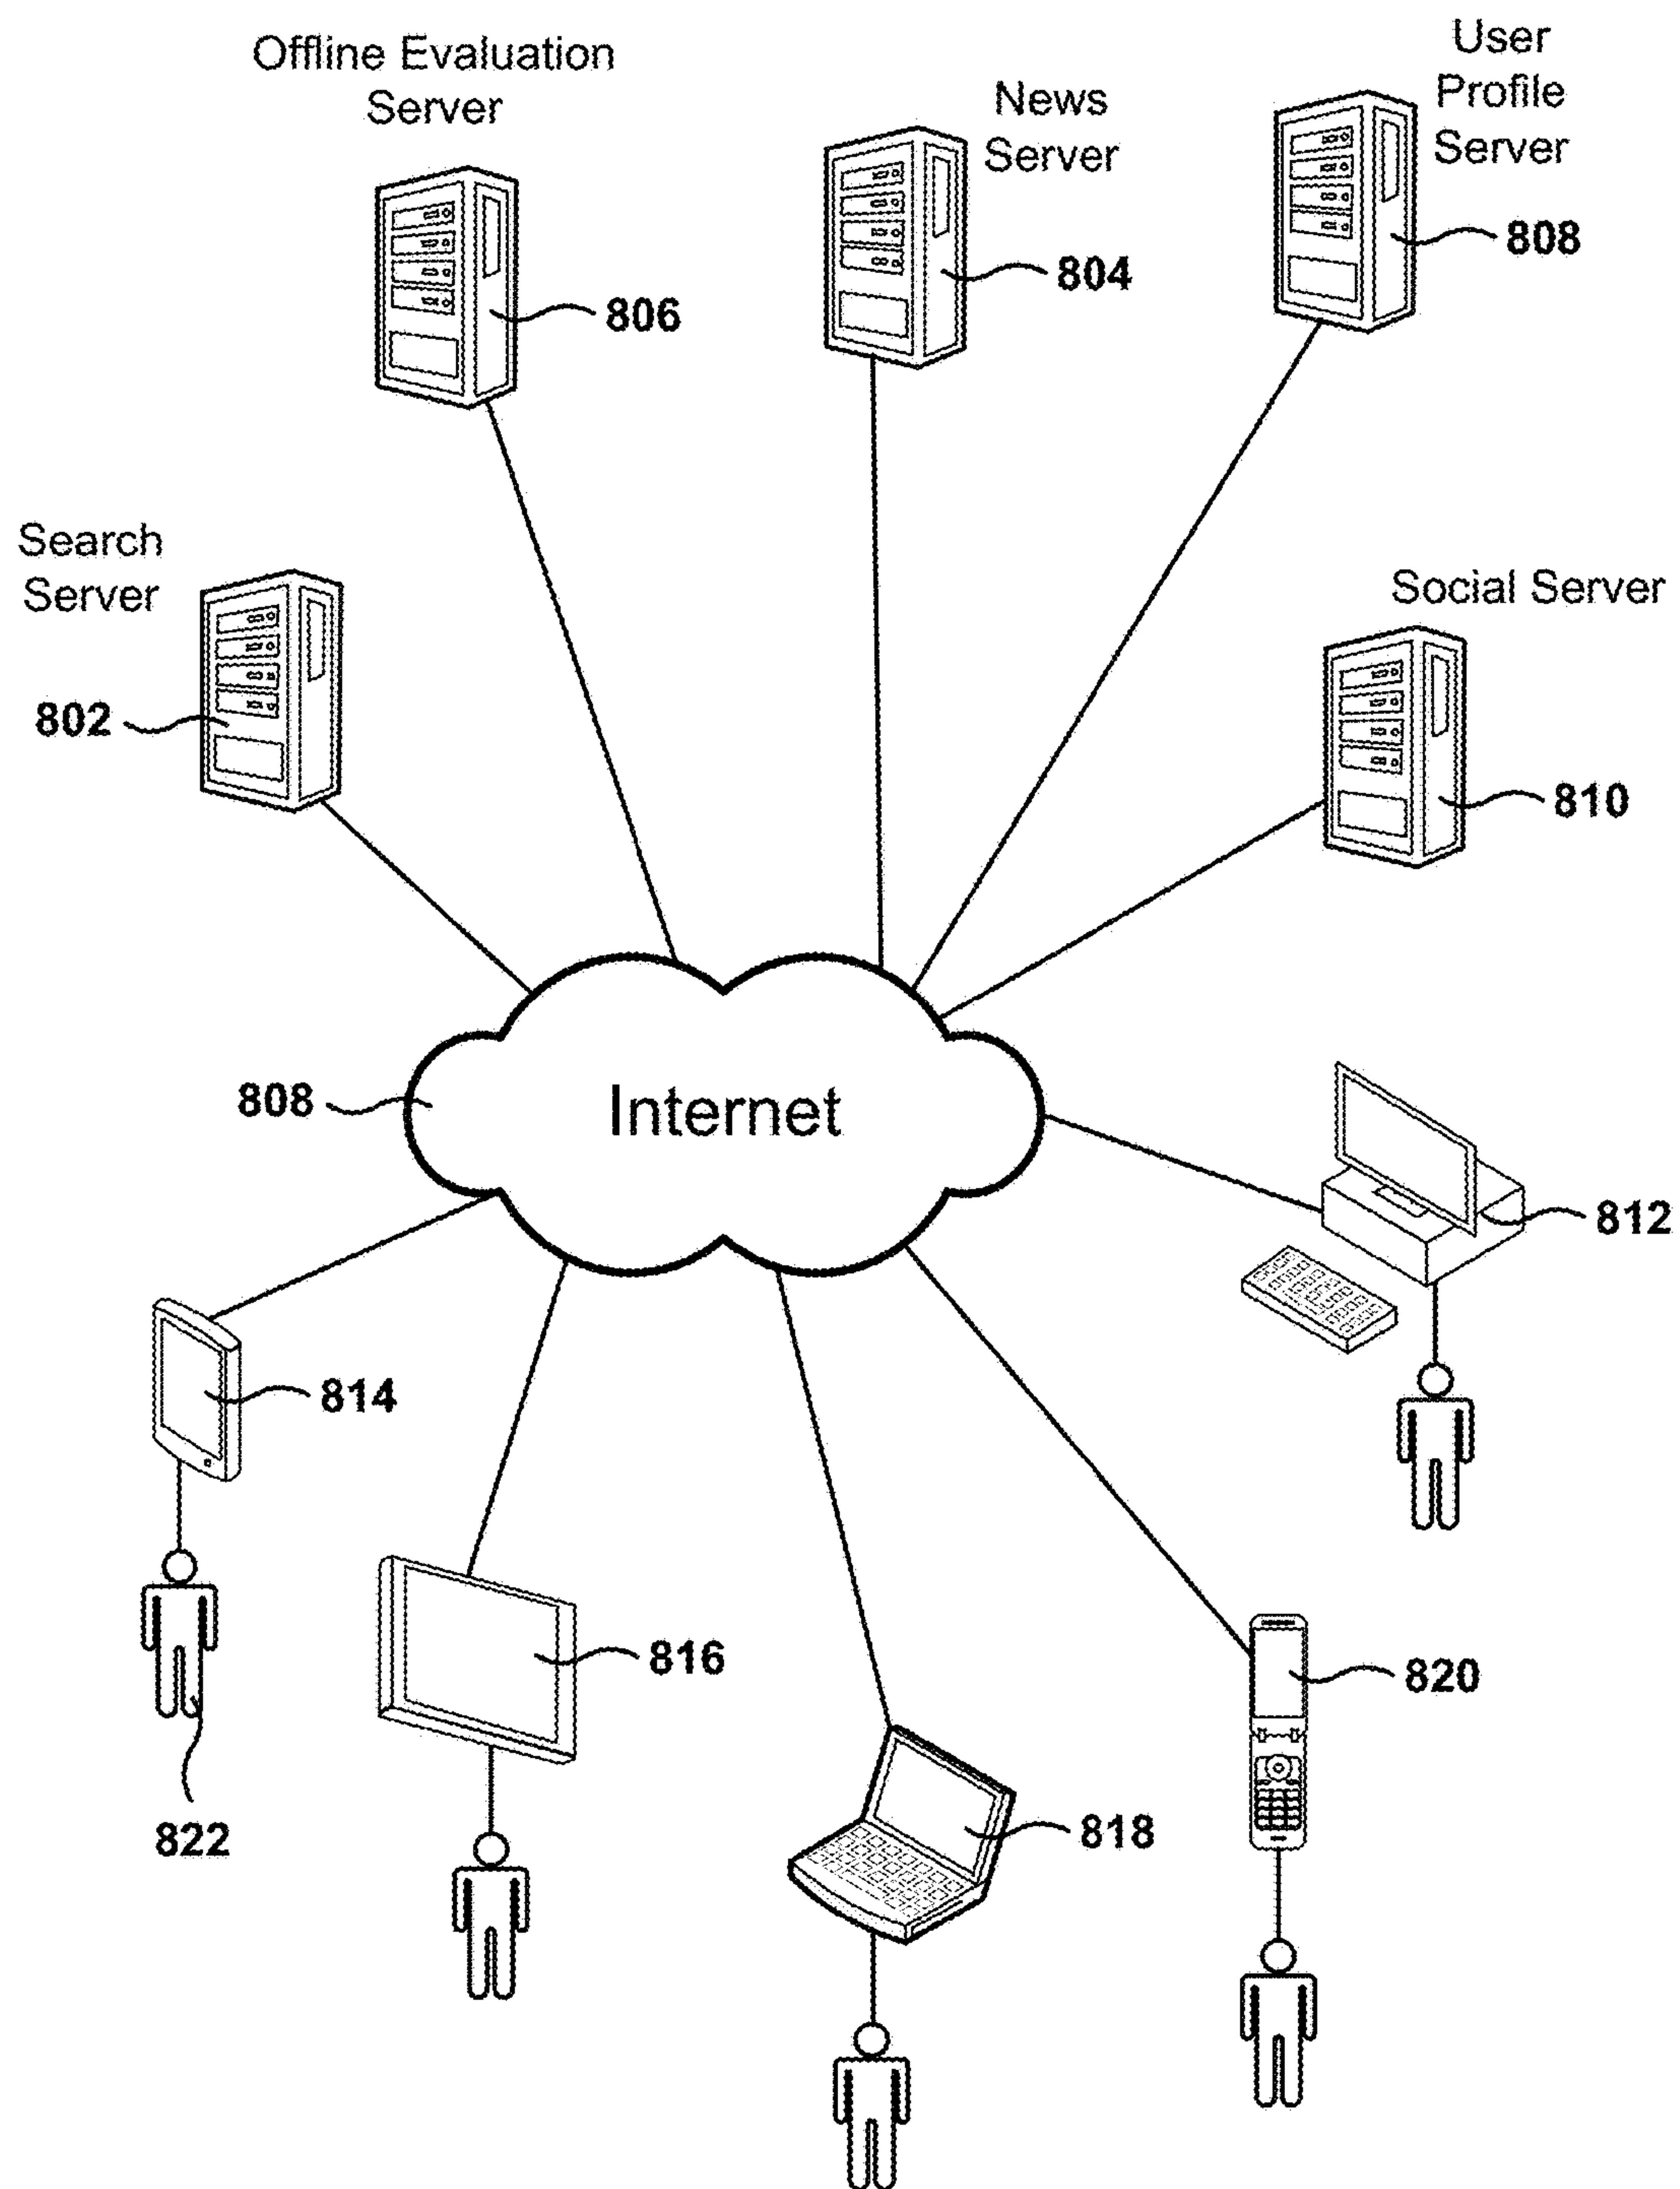 Offline Evaluation
Server
806
News
Server
804
User
Profile
Server
808
Search
Server
802
Social Server
810
808
Internet
812
814
816
820
818
822